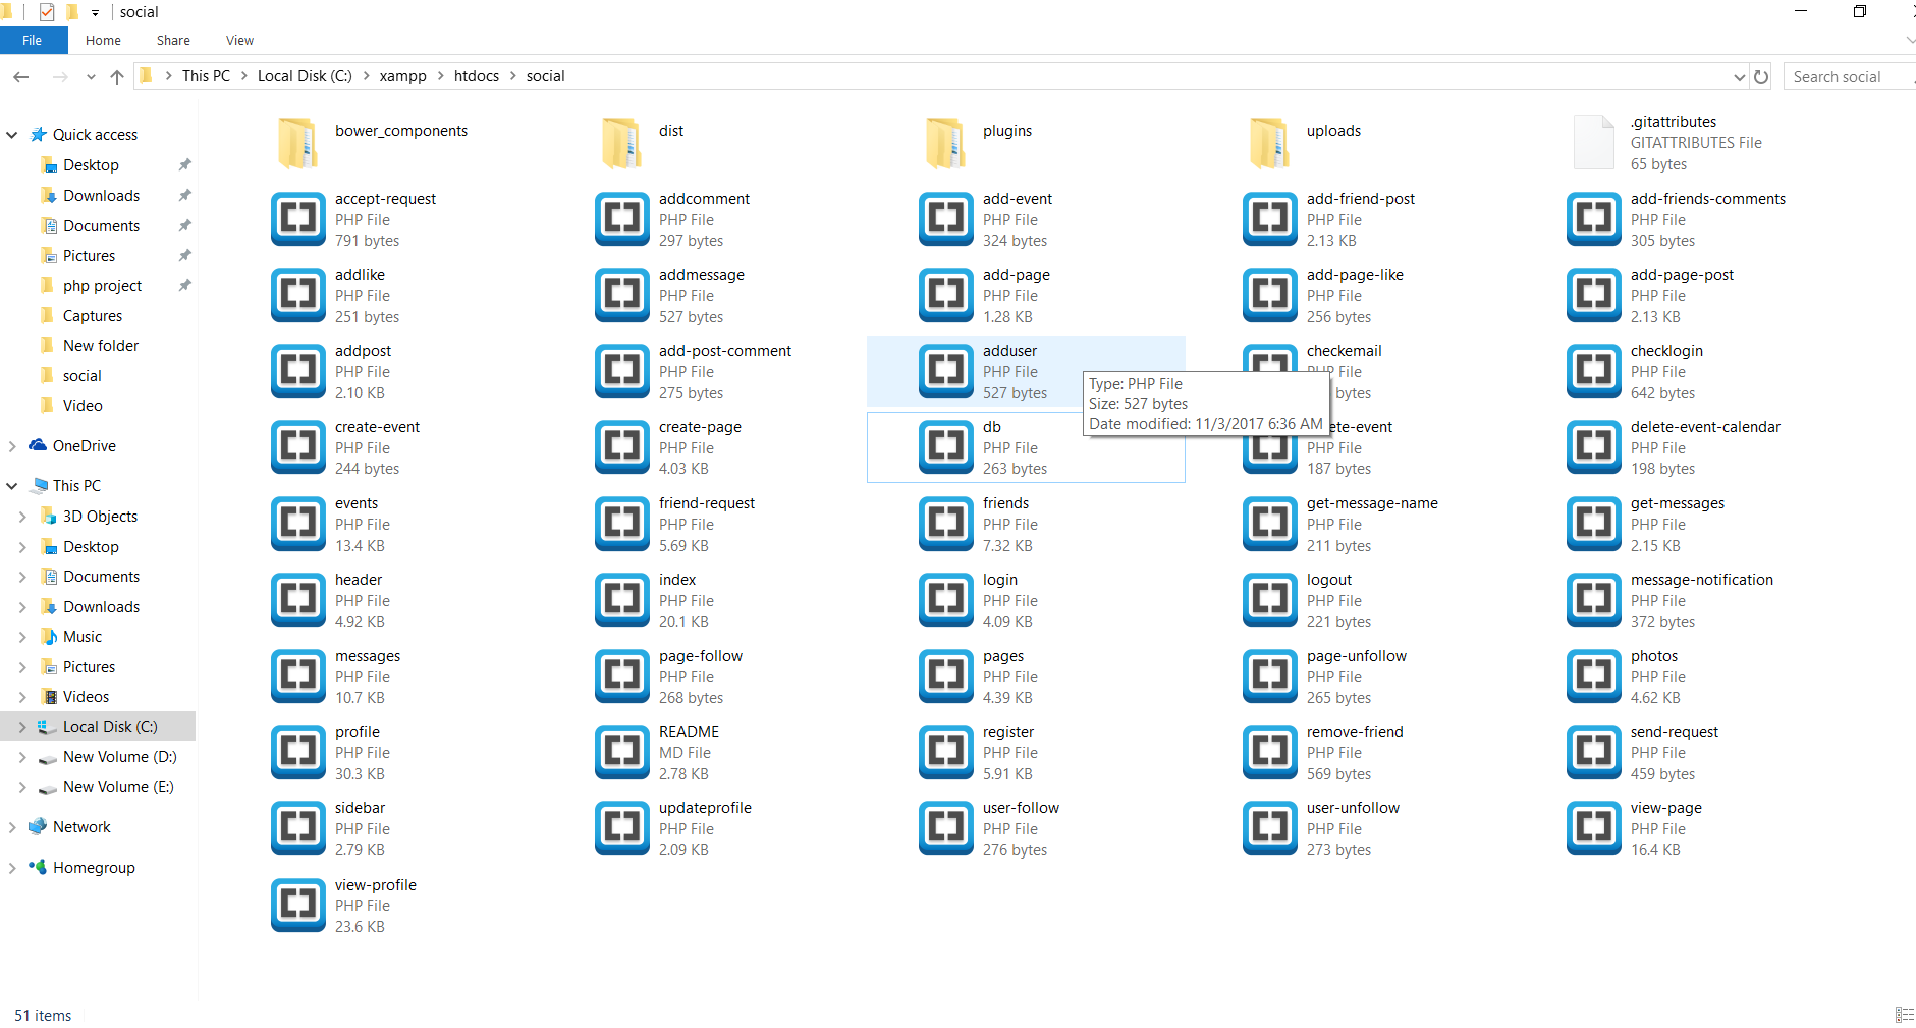 social
File Home Share View
This PC Local Disk (C:) xampp htdocs social Search social
Quick access
Desktop
Downloads
Documents
Pictures
php project
Captures
New folder
social
Video
OneDrive
This PC
3D Objects
Desktop
Documents
Downloads
Music
Pictures
Videos
Local Disk (C:)
New Volume (D:)
New Volume (E:)
Network
Homegroup
bower_components
dist
plugins
uploads
.gitattributes
GITATTRIBUTES File
65 bytes
accept-request
PHP File
791 bytes
addcomment
PHP File
297 bytes
add-event
PHP File
324 bytes
add-friend-post
PHP File
2.13 KB
add-friends-comments
PHP File
305 bytes
addlike
PHP File
251 bytes
addmessage
PHP File
527 bytes
add-page
PHP File
1.28 KB
add-page-like
PHP File
256 bytes
add-page-post
PHP File
2.13 KB
addpost
PHP File
2.10 KB
add-post-comment
PHP File
275 bytes
adduser
PHP File
527 bytes
Type: PHP File
Size: 527 bytes
Date modified: 11/3/2017 6:36 AM
checkemail
File
bytes
checklogin
PHP File
642 bytes
create-event
PHP File
244 bytes
create-page
PHP File
4.03 KB
db
PHP File
263 bytes
ete-event
PHP File
187 bytes
delete-event-calendar
PHP File
198 bytes
events
PHP File
13.4 KB
friend-request
PHP File
5.69 KB
friends
PHP File
7.32 KB
get-message-name
PHP File
211 bytes
get-messages
PHP File
2.15 KB
header
PHP File
4.92 KB
index
PHP File
20.1 KB
login
PHP File
4.09 KB
logout
PHP File
221 bytes
message-notification
PHP File
372 bytes
messages
PHP File
10.7 KB
page-follow
PHP File
268 bytes
pages
PHP File
4.39 KB
page-unfollow
PHP File
265 bytes
photos
PHP File
4.62 KB
profile
PHP File
30.3 KB
README
MD File
2.78 KB
register
PHP File
5.91 KB
remove-friend
PHP File
569 bytes
send-request
PHP File
459 bytes
sidebar
PHP File
2.79 KB
updateprofile
PHP File
2.09 KB
user-follow
PHP File
276 bytes
user-unfollow
PHP File
273 bytes
view-page
PHP File
16.4 KB
view-profile
PHP File
23.6 KB
51 items